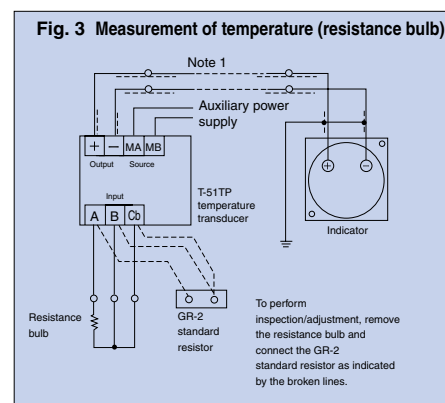 Fig. 3 Measurement of temperature (resistance bulb)
Note 1
Auxiliary power
supply
+ − MA MB
Output Source
T-51TP
temperature
transducer
Input
A B Cb
+ −
Indicator
Resistance
bulb
GR-2
standard
resistor
To perform
inspection/adjustment, remove
the resistance bulb and
connect the GR-2
standard resistor as indicated
by the broken lines.